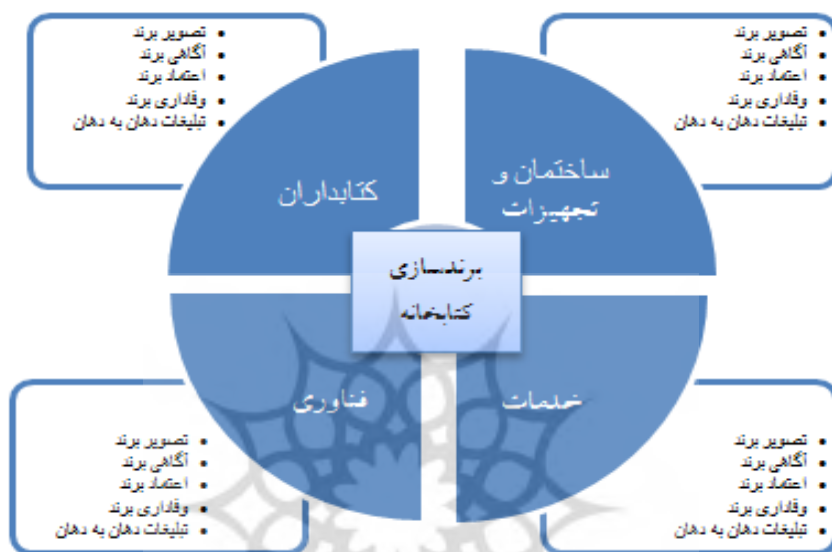 تصویر برند
آگاهی برند
اعتماد برند
وفاداری برند
تبلیغات دهان به دهان
تصویر برند
آگاهی برند
اعتماد برند
وفاداری برند
تبلیغات دهان به دهان
ساختمان و
تجهیزات
کتابداران
برندسازی
کتابخانه
خدمات
فناوری
تصویر برند
آگاهی برند
اعتماد برند
وفاداری برند
تبلیغات دهان به دهان
تصویر برند
آگاهی برند
اعتماد برند
وفاداری برند
تبلیغات دهان به دهان